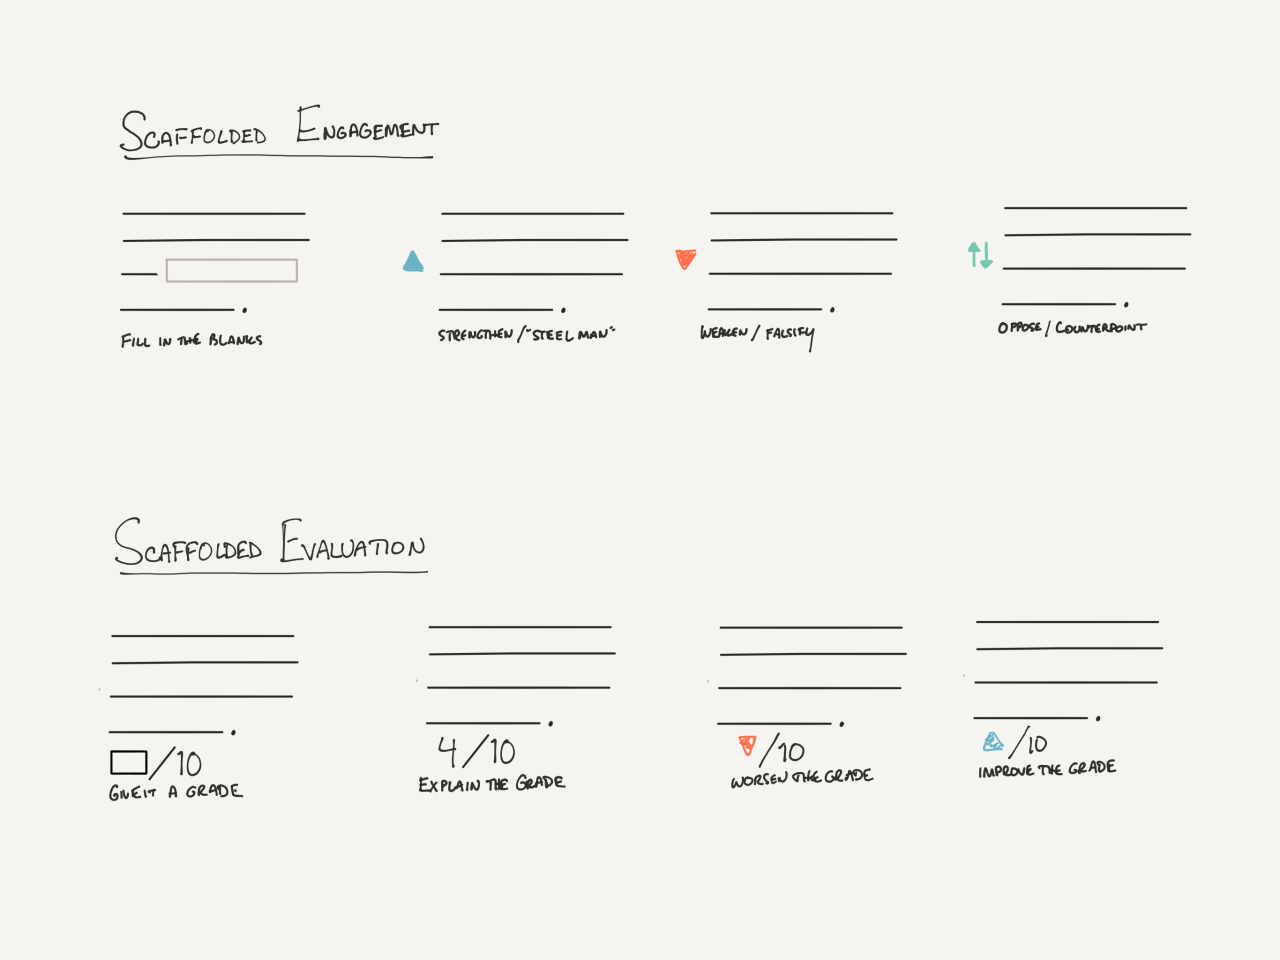 SCAFFOLDED ENGAGEMENT
FILL IN THE BLANKS
STRENGTHEN / "STEEL MAN"
WEAKEN / FALSIFY
OPPOSE / COUNTERPOINT
SCAFFOLDED EVALUATION
/10
GIVE IT A GRADE
4/10
EXPLAIN THE GRADE
/10
WORSEN THE GRADE
/10
IMPROVE THE GRADE